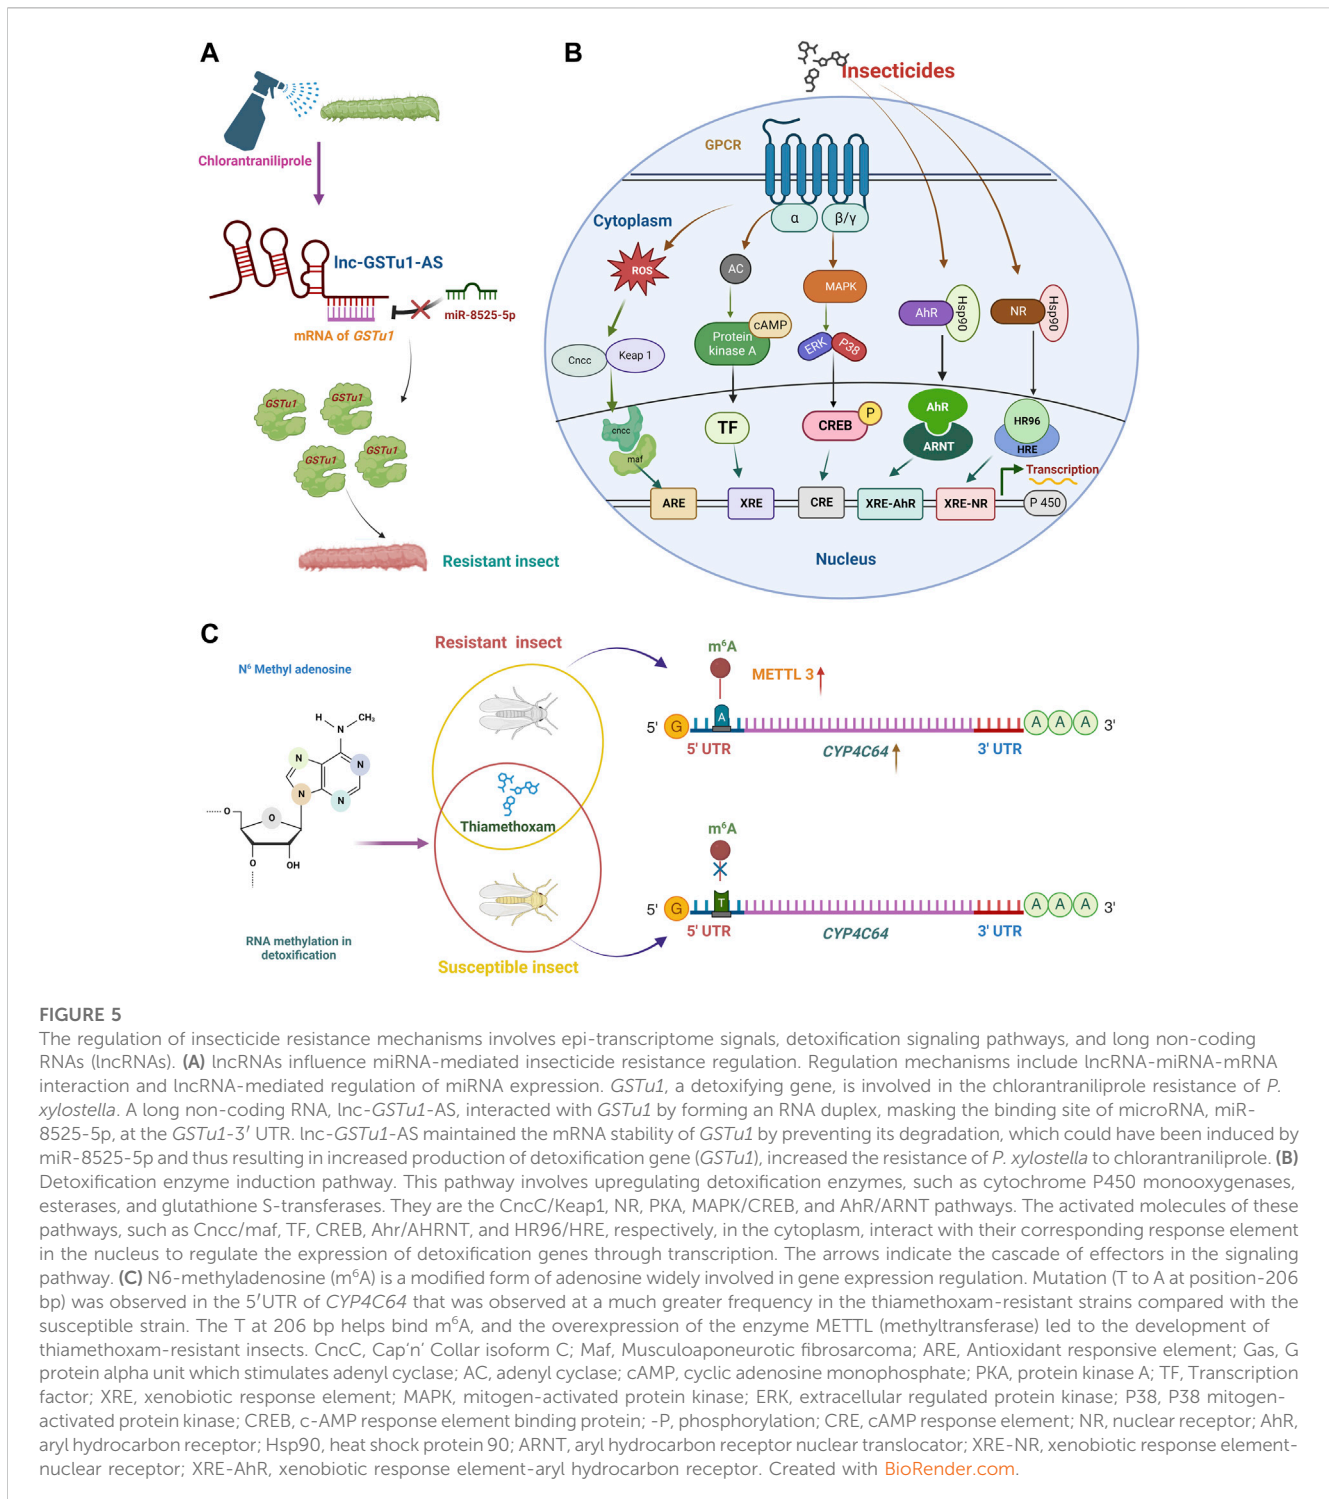 A
Chlorantraniliprole
lnc-GSTu1-AS
miR-8525-5p
mRNA of GSTu1
GSTu1
GSTu1
GSTu1
GSTu1
Resistant insect
B
Insecticides
GPCR
α
β/γ
Cytoplasm
ROS
AC
MAPK
AhR
Hsp90
NR
Hsp90
cAMP
Protein
kinase A
ERK
P38
Cncc
Keap 1
cncc
maf
TF
CREB
P
AhR
ARNT
HR96
HRE
Transcription
ARE
XRE
CRE
XRE-AhR
XRE-NR
P 450
Nucleus
C
N⁶ Methyl adenosine
H
N
CH₃
N
N
N
N
O
O
O
OH
RNA methylation in
detoxification
Resistant insect
Thiamethoxam
Susceptible insect
m⁶A
METTL 3
5'
G
A
A
A
A
3'
5' UTR
CYP4C64
3' UTR
m⁶A
5'
G
T
A
A
A
3'
5' UTR
CYP4C64
3' UTR
FIGURE 5
The regulation of insecticide resistance mechanisms involves epi-transcriptome signals, detoxification signaling pathways, and long non-coding
RNAs (lncRNAs). (A) lncRNAs influence miRNA-mediated insecticide resistance regulation. Regulation mechanisms include lncRNA-miRNA-mRNA
interaction and lncRNA-mediated regulation of miRNA expression. GSTu1, a detoxifying gene, is involved in the chlorantraniliprole resistance of P.
xylostella. A long non-coding RNA, lnc-GSTu1-AS, interacted with GSTu1 by forming an RNA duplex, masking the binding site of microRNA, miR-
8525-5p, at the GSTu1-3′ UTR. lnc-GSTu1-AS maintained the mRNA stability of GSTu1 by preventing its degradation, which could have been induced by
miR-8525-5p and thus resulting in increased production of detoxification gene (GSTu1), increased the resistance of P. xylostella to chlorantraniliprole. (B)
Detoxification enzyme induction pathway. This pathway involves upregulating detoxification enzymes, such as cytochrome P450 monooxygenases,
esterases, and glutathione S-transferases. They are the CncC/Keap1, NR, PKA, MAPK/CREB, and AhR/ARNT pathways. The activated molecules of these
pathways, such as Cncc/maf, TF, CREB, Ahr/AHRNT, and HR96/HRE, respectively, in the cytoplasm, interact with their corresponding response element
in the nucleus to regulate the expression of detoxification genes through transcription. The arrows indicate the cascade of effectors in the signaling
pathway. (C) N6-methyladenosine (m⁶A) is a modified form of adenosine widely involved in gene expression regulation. Mutation (T to A at position-206
bp) was observed in the 5′UTR of CYP4C64 that was observed at a much greater frequency in the thiamethoxam-resistant strains compared with the
susceptible strain. The T at 206 bp helps bind m⁶A, and the overexpression of the enzyme METTL (methyltransferase) led to the development of
thiamethoxam-resistant insects. CncC, Cap‘n’ Collar isoform C; Maf, Musculoaponeurotic fibrosarcoma; ARE, Antioxidant responsive element; Gas, G
protein alpha unit which stimulates adenyl cyclase; AC, adenyl cyclase; cAMP, cyclic adenosine monophosphate; PKA, protein kinase A; TF, Transcription
factor; XRE, xenobiotic response element; MAPK, mitogen-activated protein kinase; ERK, extracellular regulated protein kinase; P38, P38 mitogen-
activated protein kinase; CREB, c-AMP response element binding protein; -P, phosphorylation; CRE, cAMP response element; NR, nuclear receptor; AhR,
aryl hydrocarbon receptor; Hsp90, heat shock protein 90; ARNT, aryl hydrocarbon receptor nuclear translocator; XRE-NR, xenobiotic response element-
nuclear receptor; XRE-AhR, xenobiotic response element-aryl hydrocarbon receptor. Created with BioRender.com.